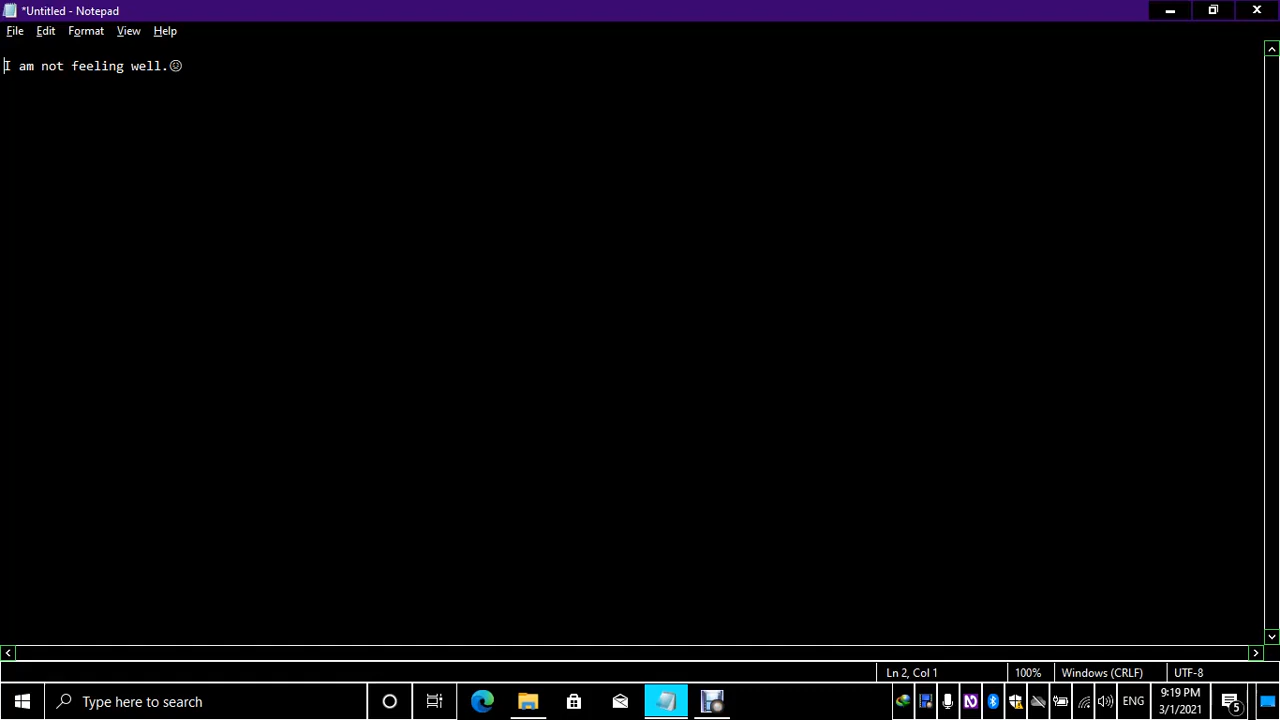 *Untitled - Notepad
File Edit Format View Help
I am not feeling well.☹
Ln 2, Col 1 100% Windows (CRLF) UTF-8
Type here to search
ENG
9:19 PM
3/1/2021
5